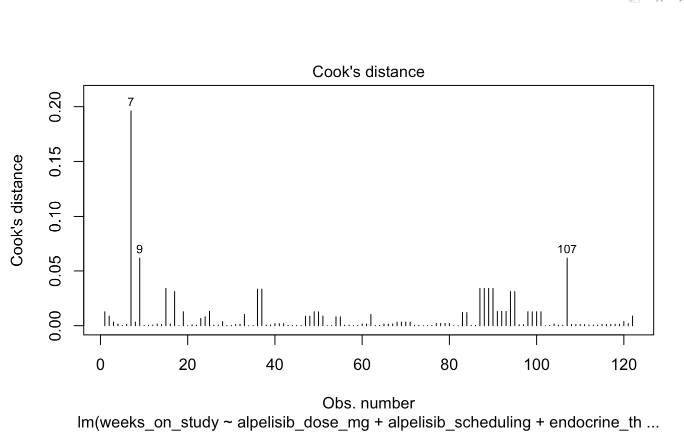 Cook's distance
Cook's distance
0.20
0.15
0.10
0.05
0.00
7
9
107
0 20 40 60 80 100 120
Obs. number
lm(weeks_on_study ~ alpelisib_dose_mg + alpelisib_scheduling + endocrine_th ...